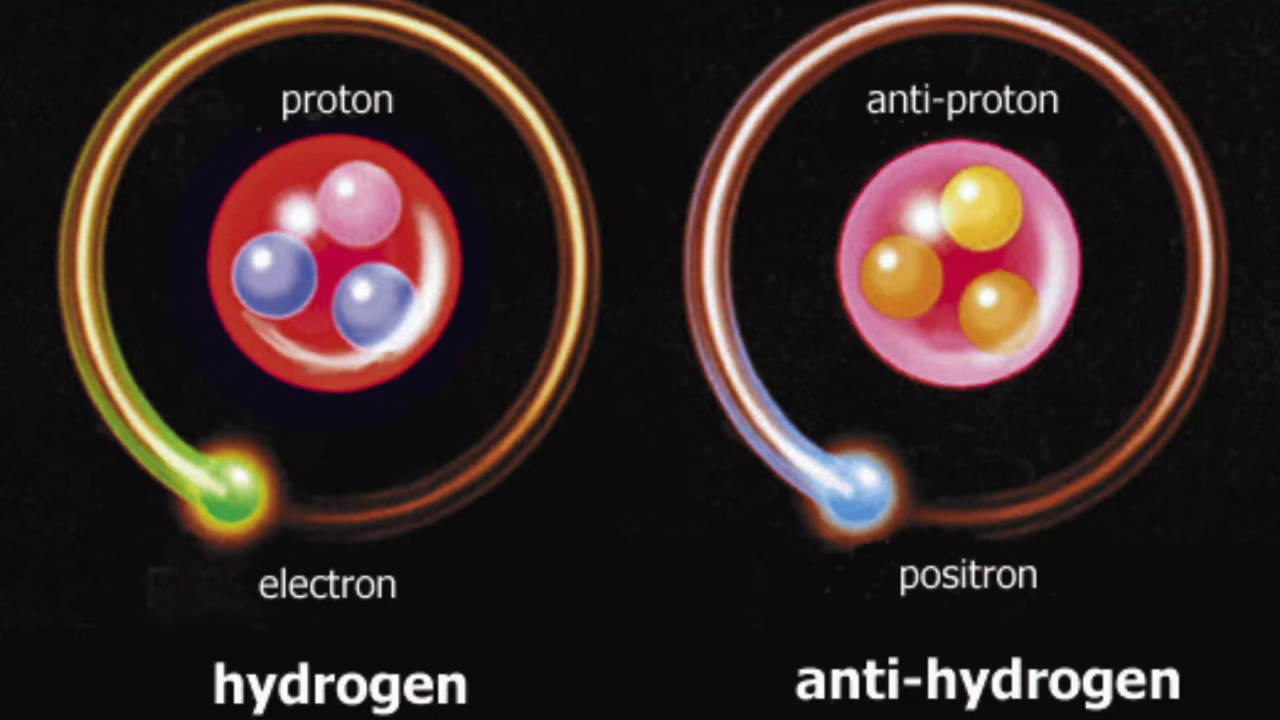 proton
anti-proton
electron
positron
hydrogen
anti-hydrogen